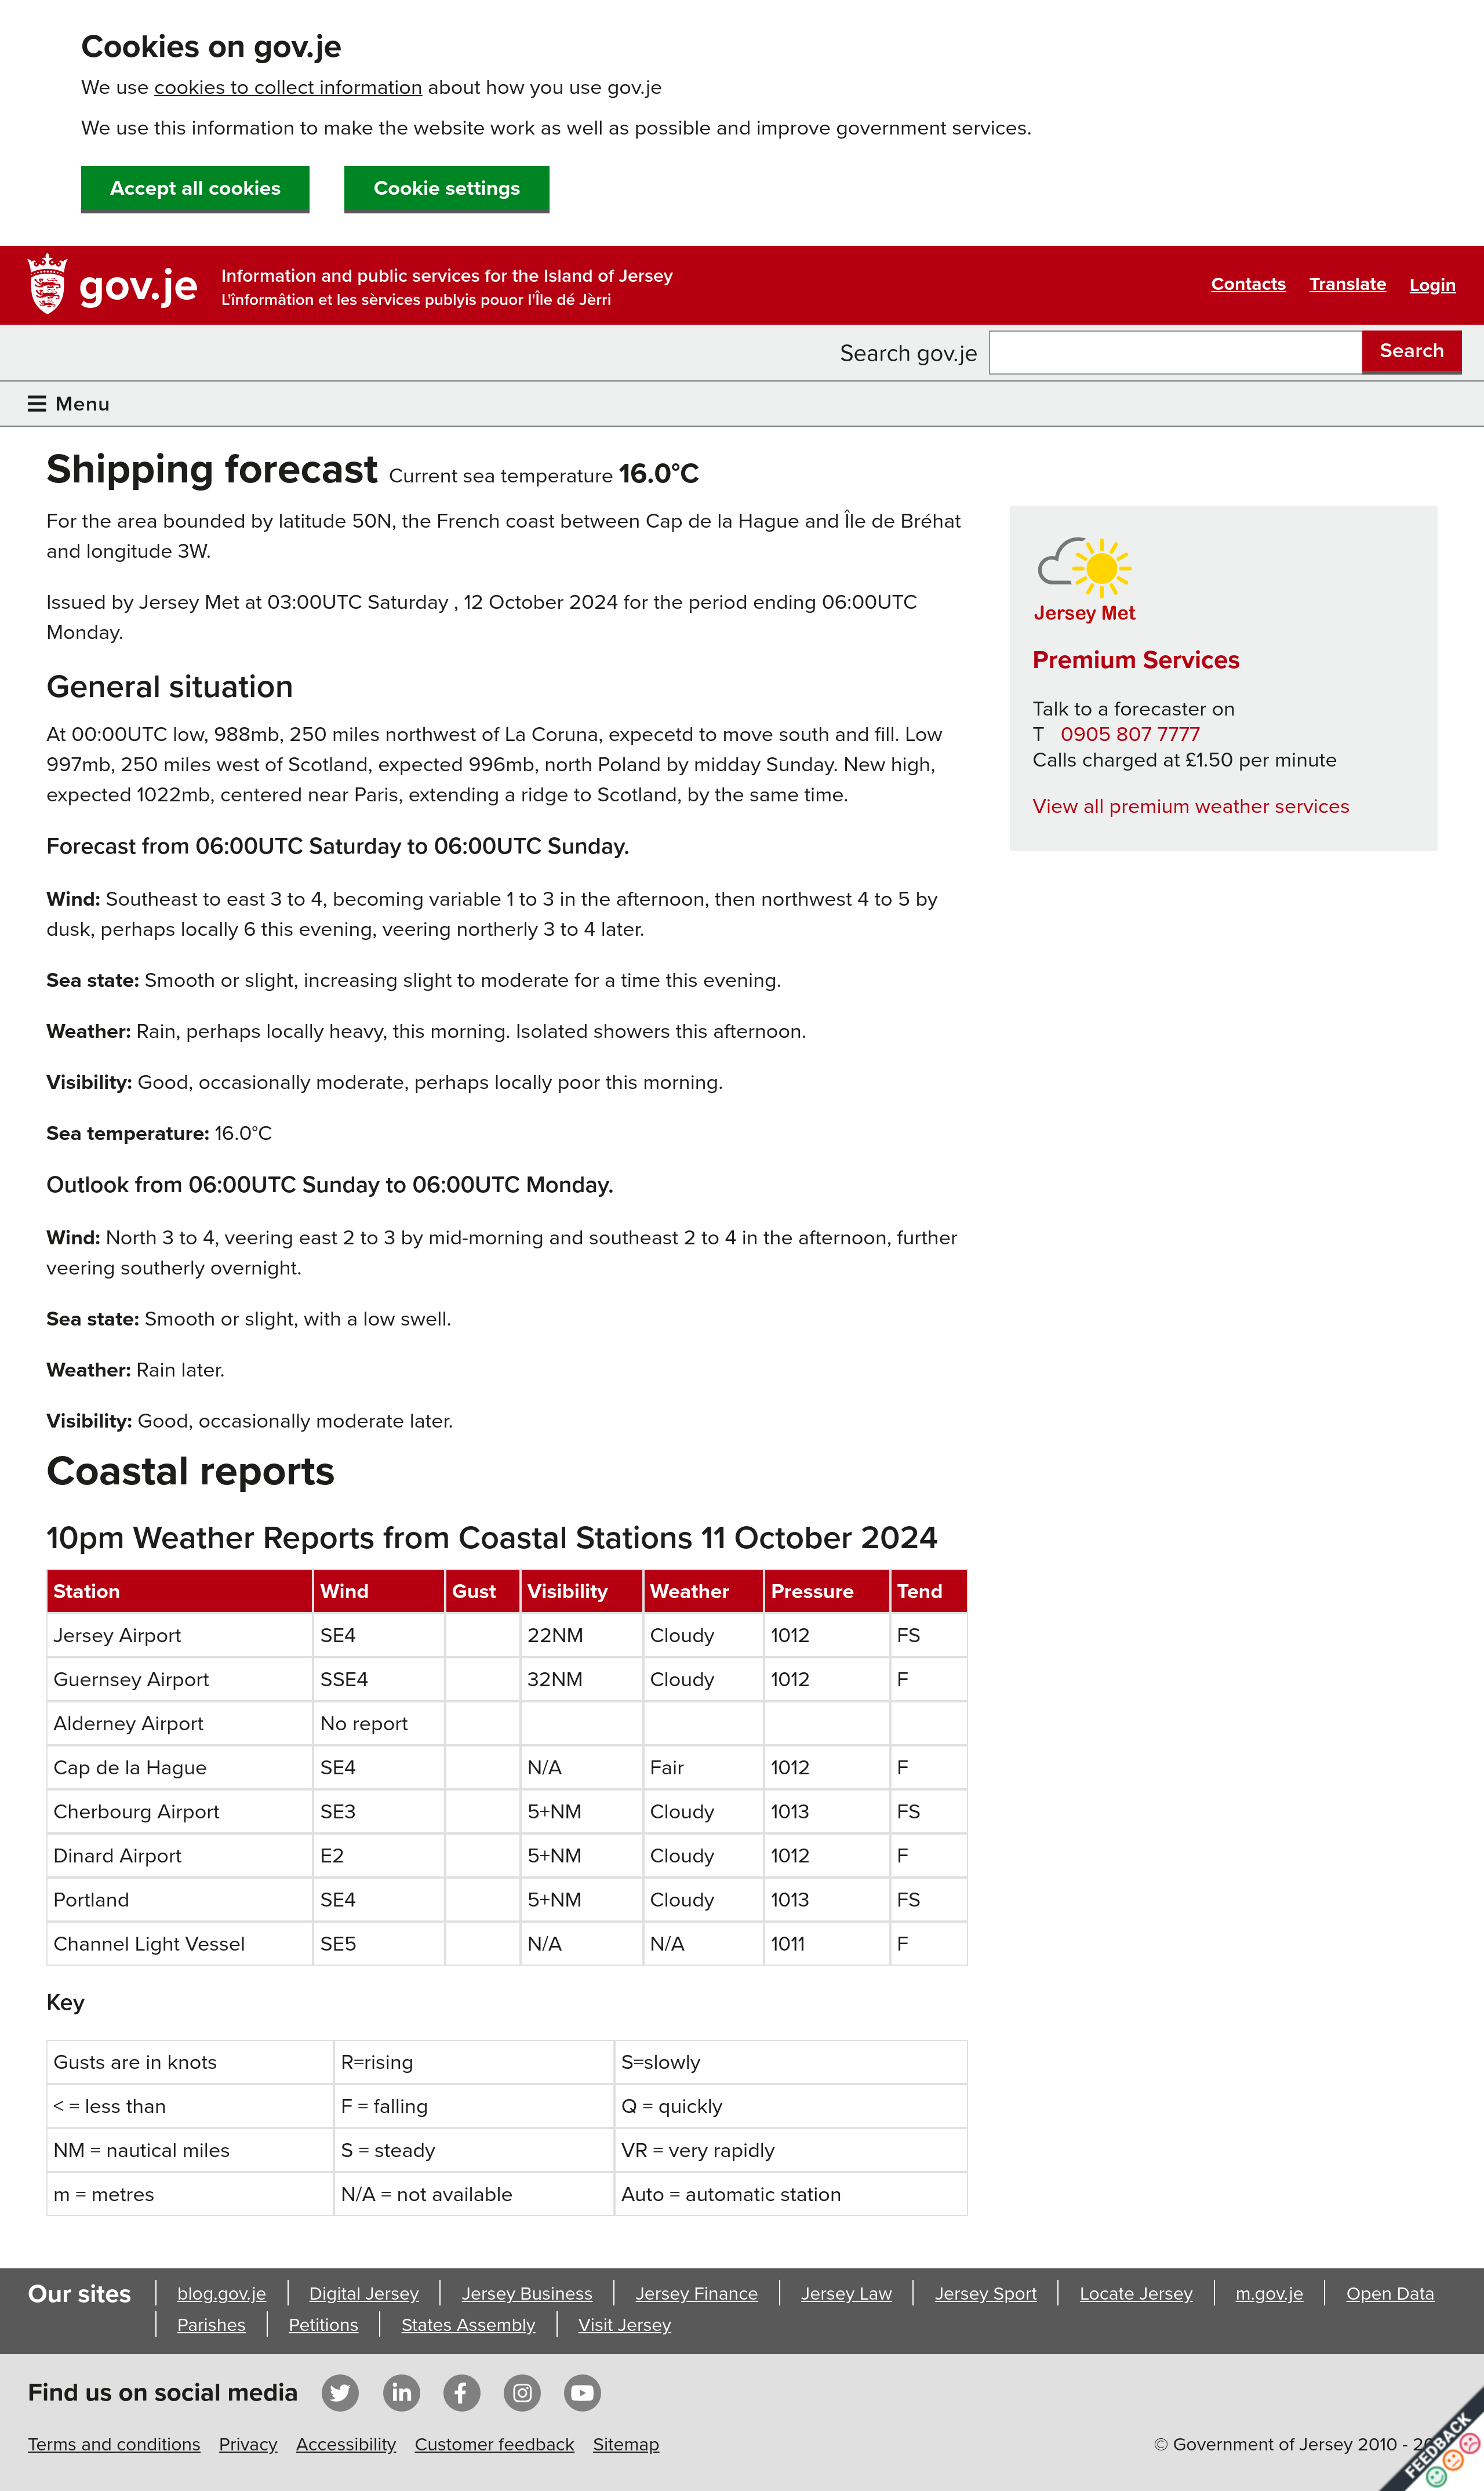 Cookies on gov.je
We use cookies to collect information about how you use gov.je
We use this information to make the website work as well as possible and improve government services.
Accept all cookies Cookie settings
gov.je Information and public services for the Island of Jersey
L'înformâtion et les sèrvices publyis pouor I'Île dé Jèrri
Contacts Translate Login
Search gov.je Search
Menu
Shipping forecast Current sea temperature 16.0°C
For the area bounded by latitude 50N, the French coast between Cap de la Hague and Île de Bréhat
and longitude 3W.
Issued by Jersey Met at 03:00UTC Saturday , 12 October 2024 for the period ending 06:00UTC
Monday.
General situation
At 00:00UTC low, 988mb, 250 miles northwest of La Coruna, expecetd to move south and fill. Low
997mb, 250 miles west of Scotland, expected 996mb, north Poland by midday Sunday. New high,
expected 1022mb, centered near Paris, extending a ridge to Scotland, by the same time.
Forecast from 06:00UTC Saturday to 06:00UTC Sunday.
Wind: Southeast to east 3 to 4, becoming variable 1 to 3 in the afternoon, then northwest 4 to 5 by
dusk, perhaps locally 6 this evening, veering northerly 3 to 4 later.
Sea state: Smooth or slight, increasing slight to moderate for a time this evening.
Weather: Rain, perhaps locally heavy, this morning. Isolated showers this afternoon.
Visibility: Good, occasionally moderate, perhaps locally poor this morning.
Sea temperature: 16.0°C
Outlook from 06:00UTC Sunday to 06:00UTC Monday.
Wind: North 3 to 4, veering east 2 to 3 by mid-morning and southeast 2 to 4 in the afternoon, further
veering southerly overnight.
Sea state: Smooth or slight, with a low swell.
Weather: Rain later.
Visibility: Good, occasionally moderate later.
Jersey Met
Premium Services
Talk to a forecaster on
T 0905 807 7777
Calls charged at £1.50 per minute
View all premium weather services
Coastal reports
10pm Weather Reports from Coastal Stations 11 October 2024
Station Wind Gust Visibility Weather Pressure Tend
Jersey Airport SE4 22NM Cloudy 1012 FS
Guernsey Airport SSE4 32NM Cloudy 1012 F
Alderney Airport No report
Cap de la Hague SE4 N/A Fair 1012 F
Cherbourg Airport SE3 5+NM Cloudy 1013 FS
Dinard Airport E2 5+NM Cloudy 1012 F
Portland SE4 5+NM Cloudy 1013 FS
Channel Light Vessel SE5 N/A N/A 1011 F
Key
Gusts are in knots R=rising S=slowly
< = less than F = falling Q = quickly
NM = nautical miles S = steady VR = very rapidly
m = metres N/A = not available Auto = automatic station
Our sites blog.gov.je Digital Jersey Jersey Business Jersey Finance Jersey Law Jersey Sport Locate Jersey m.gov.je Open Data
Parishes Petitions States Assembly Visit Jersey
Find us on social media
Terms and conditions Privacy Accessibility Customer feedback Sitemap
© Government of Jersey 2010 -
FEEDBACK